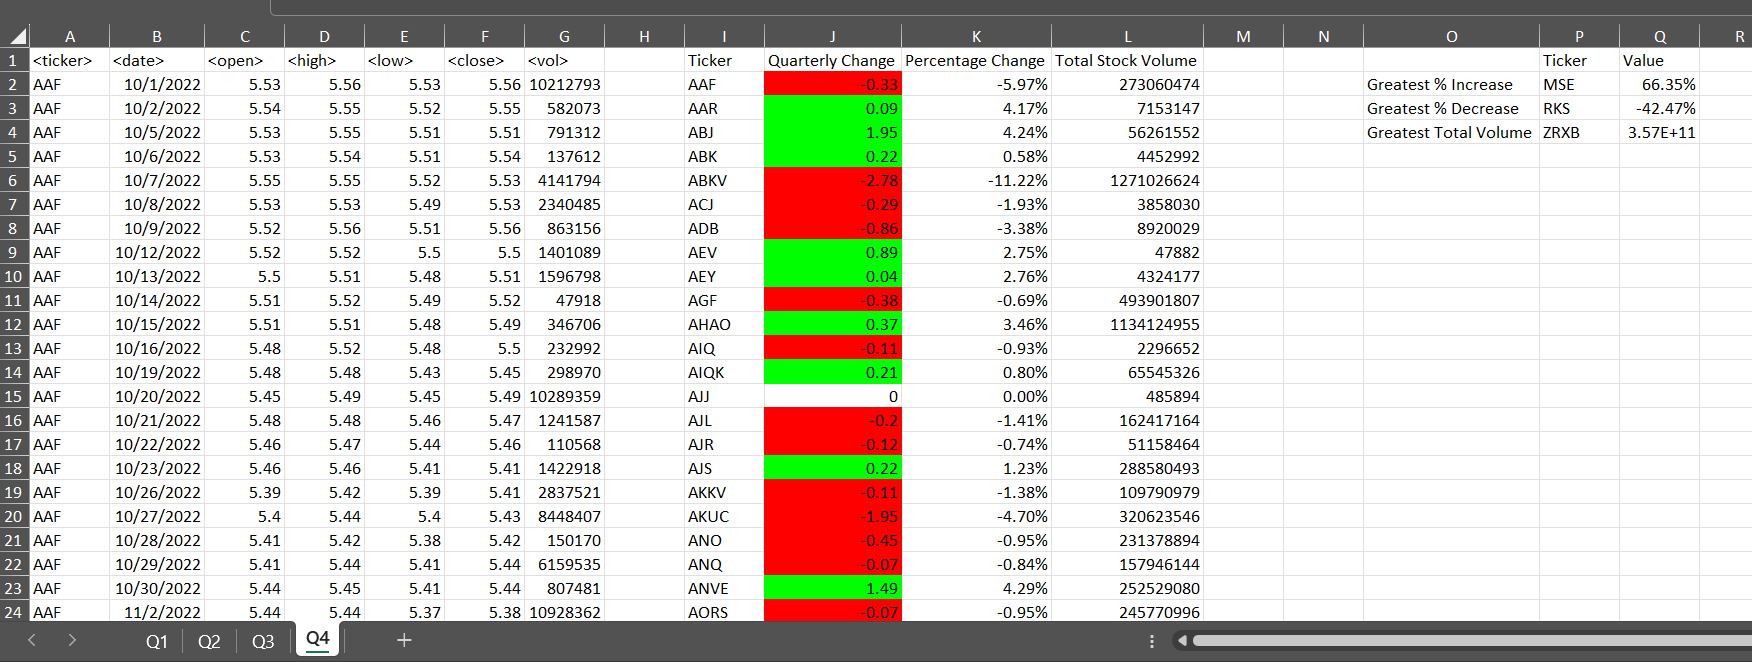 A B C D E F G H I J K L M N O P Q R
1 <ticker> <date> <open> <high> <low> <close> <vol> Ticker Quarterly Change Percentage Change Total Stock Volume Ticker Value
2 AAF 10/1/2022 5.53 5.56 5.53 5.56 10212793 AAF -0.33 -5.97% 273060474 Greatest % Increase MSE 66.35%
3 AAF 10/2/2022 5.54 5.55 5.52 5.55 582073 AAR 0.09 4.17% 7153147 Greatest % Decrease RKS -42.47%
4 AAF 10/5/2022 5.53 5.55 5.51 5.51 791312 ABJ 1.95 4.24% 56261552 Greatest Total Volume ZRXB 3.57E+11
5 AAF 10/6/2022 5.53 5.54 5.51 5.54 137612 ABK 0.22 0.58% 4452992
6 AAF 10/7/2022 5.55 5.55 5.52 5.53 4141794 ABKV -2.78 -11.22% 1271026624
7 AAF 10/8/2022 5.53 5.53 5.49 5.53 2340485 ACJ -0.29 -1.93% 3858030
8 AAF 10/9/2022 5.52 5.56 5.51 5.56 863156 ADB -0.86 -3.38% 8920029
9 AAF 10/12/2022 5.52 5.52 5.5 5.5 1401089 AEV 0.89 2.75% 47882
10 AAF 10/13/2022 5.5 5.51 5.48 5.51 1596798 AEY 0.04 2.76% 4324177
11 AAF 10/14/2022 5.51 5.52 5.49 5.52 47918 AGF -0.38 -0.69% 493901807
12 AAF 10/15/2022 5.51 5.51 5.48 5.49 346706 AHAO 0.37 3.46% 1134124955
13 AAF 10/16/2022 5.48 5.52 5.48 5.5 232992 AIQ -0.11 -0.93% 2296652
14 AAF 10/19/2022 5.48 5.48 5.43 5.45 298970 AIQK 0.21 0.80% 65545326
15 AAF 10/20/2022 5.45 5.49 5.45 5.49 10289359 AJJ 0 0.00% 485894
16 AAF 10/21/2022 5.48 5.48 5.46 5.47 1241587 AJL -0.2 -1.41% 162417164
17 AAF 10/22/2022 5.46 5.47 5.44 5.46 110568 AJR -0.12 -0.74% 51158464
18 AAF 10/23/2022 5.46 5.46 5.41 5.41 1422918 AJS 0.22 1.23% 288580493
19 AAF 10/26/2022 5.39 5.42 5.39 5.41 2837521 AKKV -0.11 -1.38% 109790979
20 AAF 10/27/2022 5.4 5.44 5.4 5.43 8448407 AKUC -1.95 -4.70% 320623546
21 AAF 10/28/2022 5.41 5.42 5.38 5.42 150170 ANO -0.45 -0.95% 231378894
22 AAF 10/29/2022 5.41 5.44 5.41 5.44 6159535 ANQ -0.07 -0.84% 157946144
23 AAF 10/30/2022 5.44 5.45 5.41 5.44 807481 ANVE 1.49 4.29% 252529080
24 AAF 11/2/2022 5.44 5.44 5.37 5.38 10928362 AORS -0.07 -0.95% 245770996
Q1 Q2 Q3 Q4